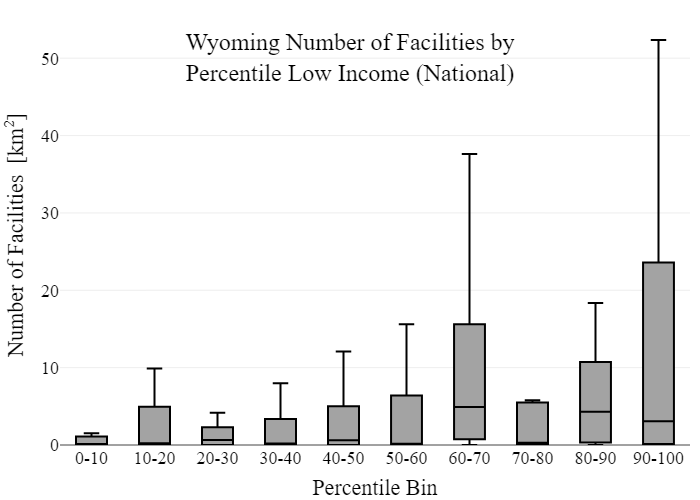 Wyoming Number of Facilities by
Percentile Low Income (National)
Number of Facilities [km²]
50
40
30
20
10
0
0-10 10-20 20-30 30-40 40-50 50-60 60-70 70-80 80-90 90-100
Percentile Bin